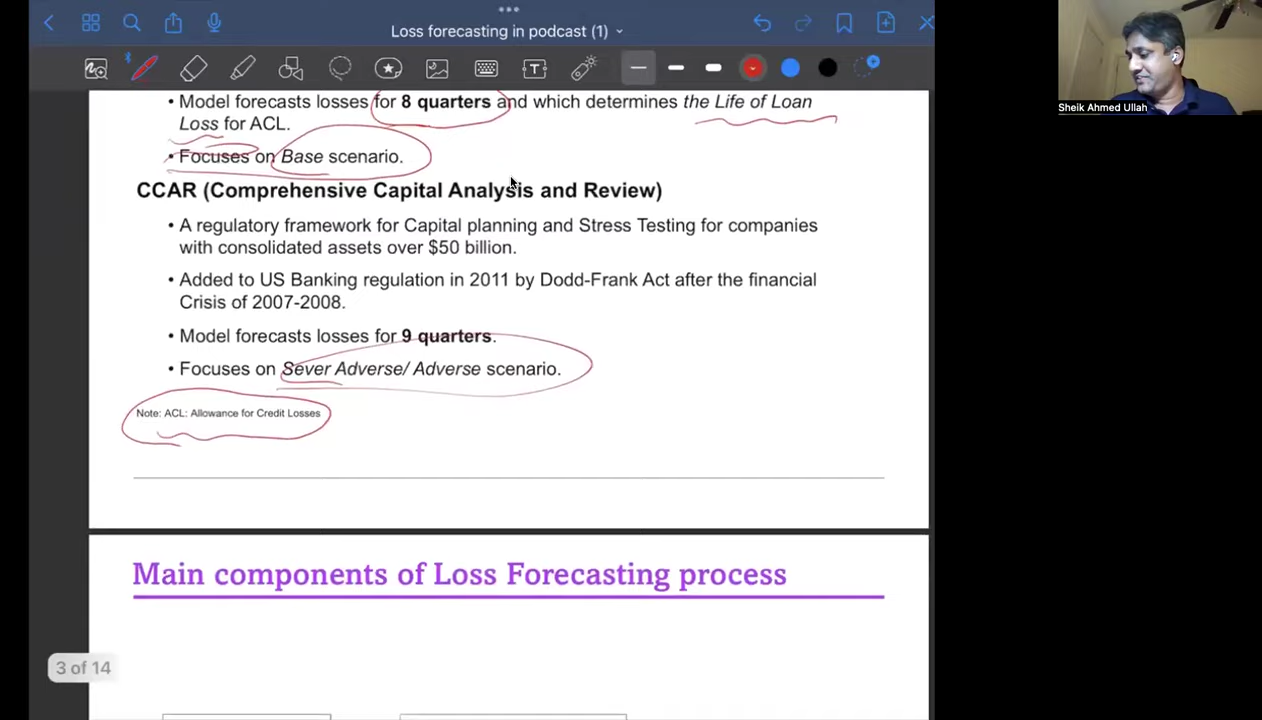 Loss forecasting in podcast (1)
Sheik Ahmed Ullah
• Model forecasts losses for 8 quarters and which determines the Life of Loan
Loss for ACL.
• Focuses on Base scenario.
CCAR (Comprehensive Capital Analysis and Review)
• A regulatory framework for Capital planning and Stress Testing for companies
with consolidated assets over $50 billion.
• Added to US Banking regulation in 2011 by Dodd-Frank Act after the financial
Crisis of 2007-2008.
• Model forecasts losses for 9 quarters.
• Focuses on Sever Adverse/ Adverse scenario.
Note: ACL: Allowance for Credit Losses
Main components of Loss Forecasting process
3 of 14